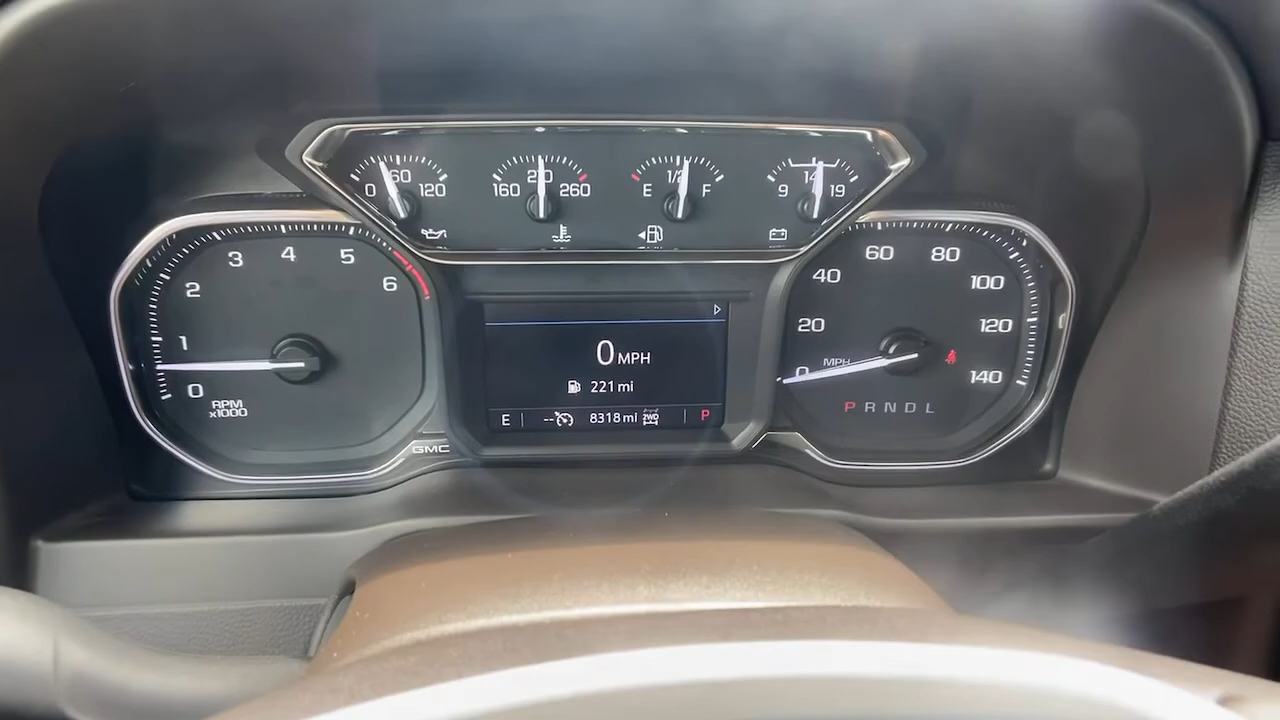 0 60 120
160 210 260
E 1/2 F
9 14 19
0 1 2 3 4 5 6
RPM
x1000
GMC
0 MPH
221 mi
E -- 8318 mi 2WD P
0 20 40 60 80 100 120 140
MPH
P R N D L